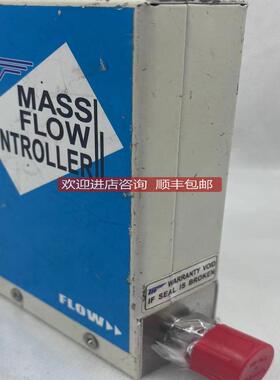 MASS
FLOW
NTROLLER
欢迎进店咨询 顺丰包邮
FLOW
WARRANTY VOID
IF SEAL IS BROKEN